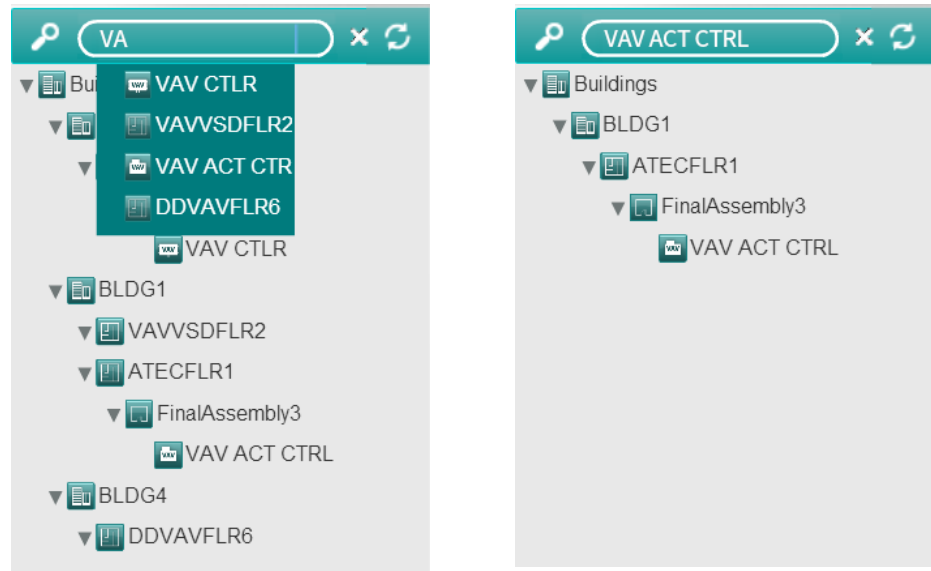 VA
VAV CTLR
VAVVSDFLR2
VAV ACT CTR
DDVAVFLR6
VAV CTLR
BLDG1
VAVVSDFLR2
ATECFLR1
FinalAssembly3
VAV ACT CTRL
BLDG4
DDVAVFLR6
VAV ACT CTRL
Buildings
BLDG1
ATECFLR1
FinalAssembly3
VAV ACT CTRL